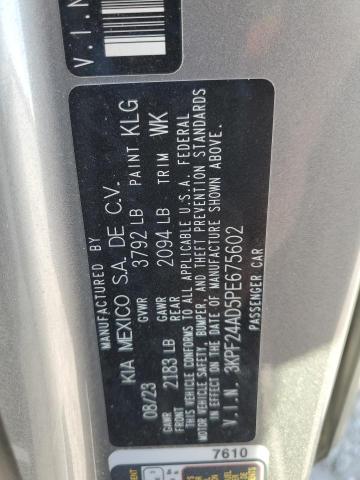 V.I.N
MANUFACTURED BY
KIA MEXICO S.A. DE C.V.
08/23 GVWR 3792 LB PAINT KLG
GAWR FRONT 2183 LB GAWR REAR 2094 LB TRIM WK
THIS VEHICLE CONFORMS TO ALL APPLICABLE U.S.A. FEDERAL
MOTOR VEHICLE SAFETY, BUMPER, AND THEFT PREVENTION STANDARDS
IN EFFECT ON THE DATE OF MANUFACTURE SHOWN ABOVE.
V.I.N. 3KPF24AD5PE675602
PASSENGER CAR
7610